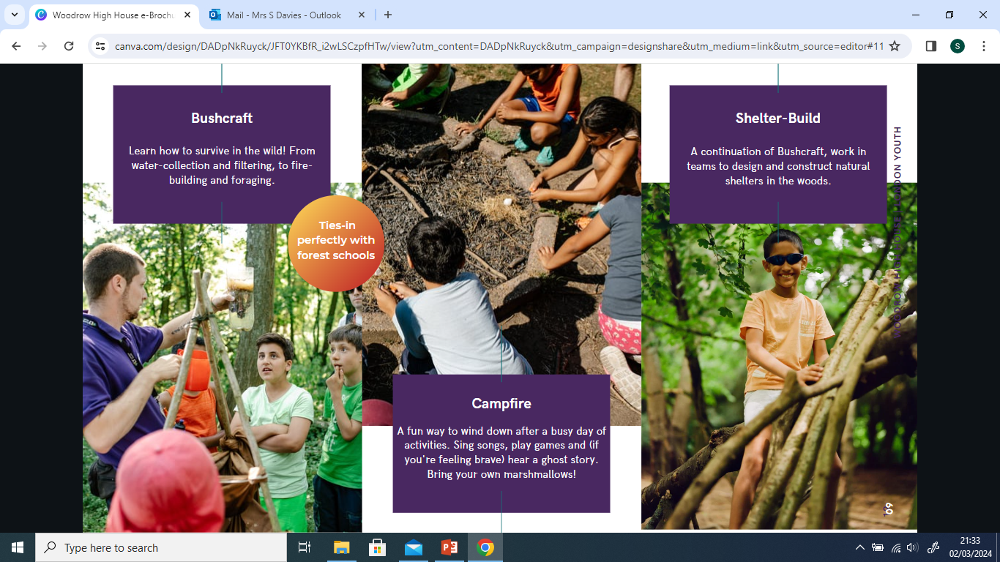 Woodrow High House e-Brochu
Mail - Mrs S Davies - Outlook
canva.com/design/DADpNkRuyck/JFT0YKBfR_i2wLSCzpfHTw/view?utm_content=DADpNkRuyck&utm_campaign=designshare&utm_medium=link&utm_source=editor#11
S
Bushcraft
Learn how to survive in the wild! From
water-collection and filtering, to fire-
building and foraging.
Ties-in
perfectly with
forest schools
Campfire
A fun way to wind down after a busy day of
activities. Sing songs, play games and (if
you're feeling brave) hear a ghost story.
Bring your own marshmallows!
Shelter-Build
A continuation of Bushcraft, work in
teams to design and construct natural
shelters in the woods.
WOODROW HIGH HOUSE LONDON YOUTH
09
Type here to search
21:33
02/03/2024